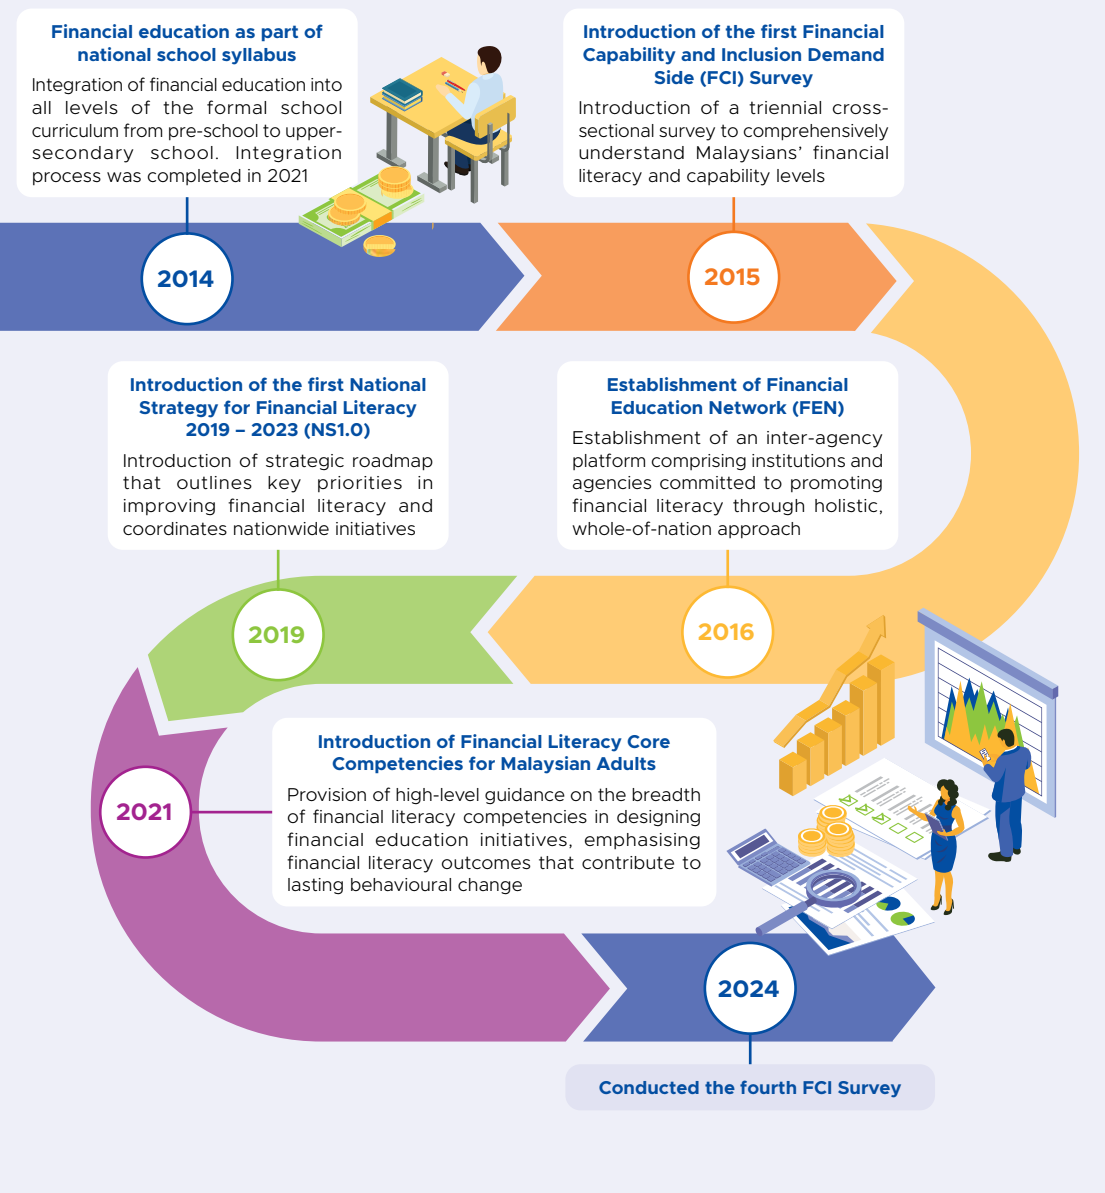 Financial education as part of
national school syllabus
Integration of financial education into
all levels of the formal school
curriculum from pre-school to upper-
secondary school. Integration
process was completed in 2021
2014
Introduction of the first Financial
Capability and Inclusion Demand
Side (FCI) Survey
Introduction of a triennial cross-
sectional survey to comprehensively
understand Malaysians' financial
literacy and capability levels
2015
Establishment of Financial
Education Network (FEN)
Establishment of an inter-agency
platform comprising institutions and
agencies committed to promoting
financial literacy through holistic,
whole-of-nation approach
2016
Introduction of the first National
Strategy for Financial Literacy
2019 – 2023 (NS1.0)
Introduction of strategic roadmap
that outlines key priorities in
improving financial literacy and
coordinates nationwide initiatives
2019
Introduction of Financial Literacy Core
Competencies for Malaysian Adults
Provision of high-level guidance on the breadth
of financial literacy competencies in designing
financial education initiatives, emphasising
financial literacy outcomes that contribute to
lasting behavioural change
2021
2024
Conducted the fourth FCI Survey